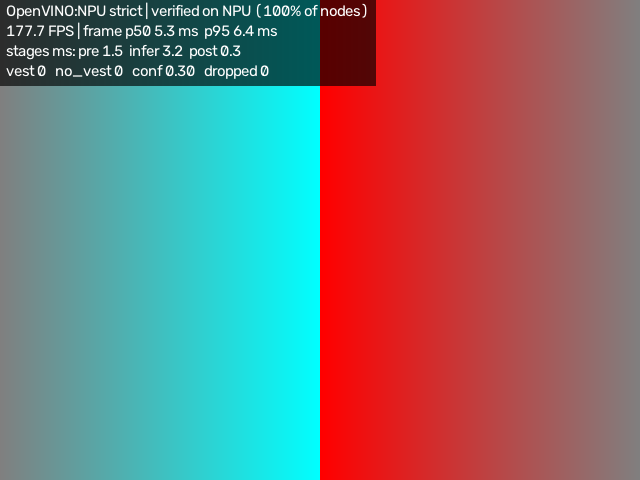 OpenVINO:NPU strict | verified on NPU (100% of nodes)
177.7 FPS | frame p50 5.3 ms p95 6.4 ms
stages ms: pre 1.5 infer 3.2 post 0.3
vest 0 no_vest 0 conf 0.30 dropped 0